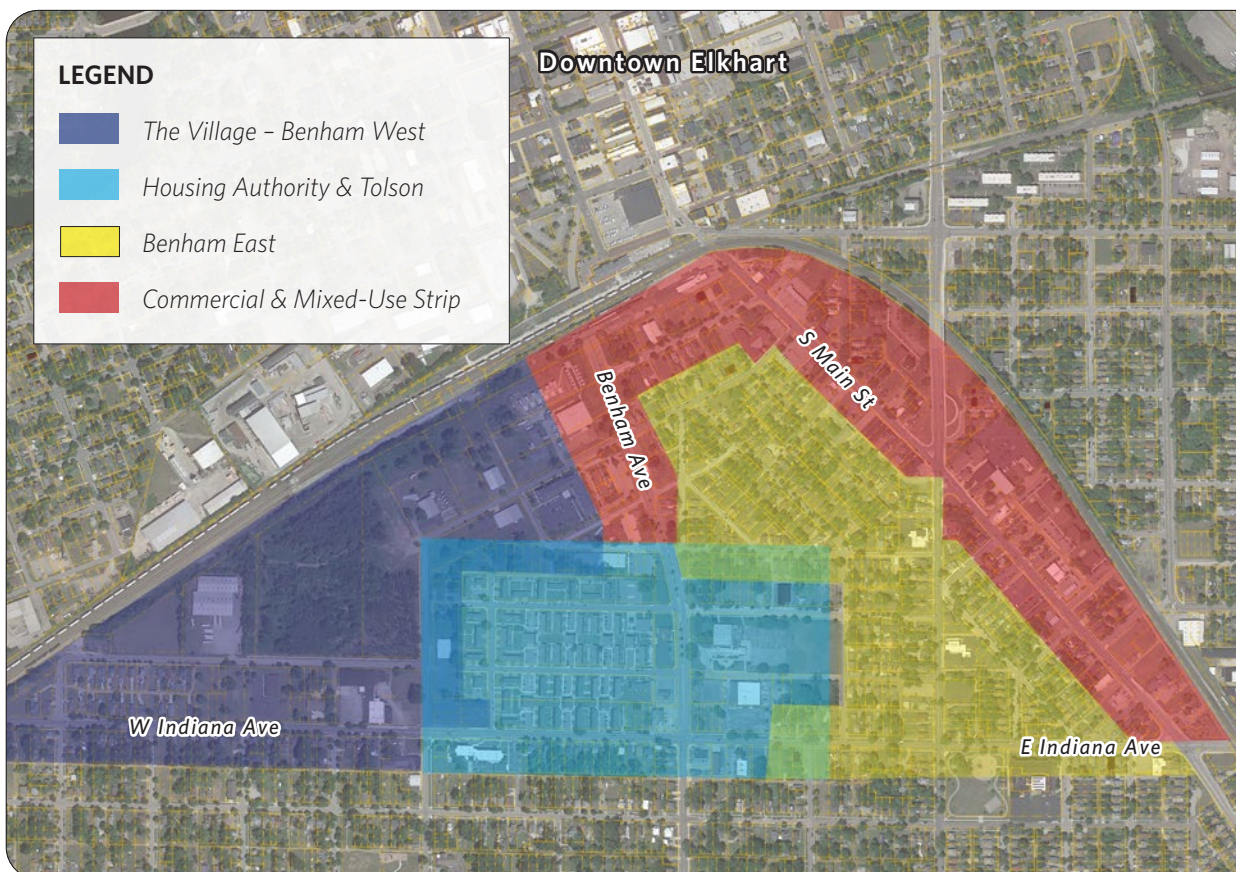 Downtown Elkhart
LEGEND
The Village – Benham West
Housing Authority & Tolson
Benham East
Commercial & Mixed-Use Strip
S Main St
Benham Ave
W Indiana Ave
E Indiana Ave